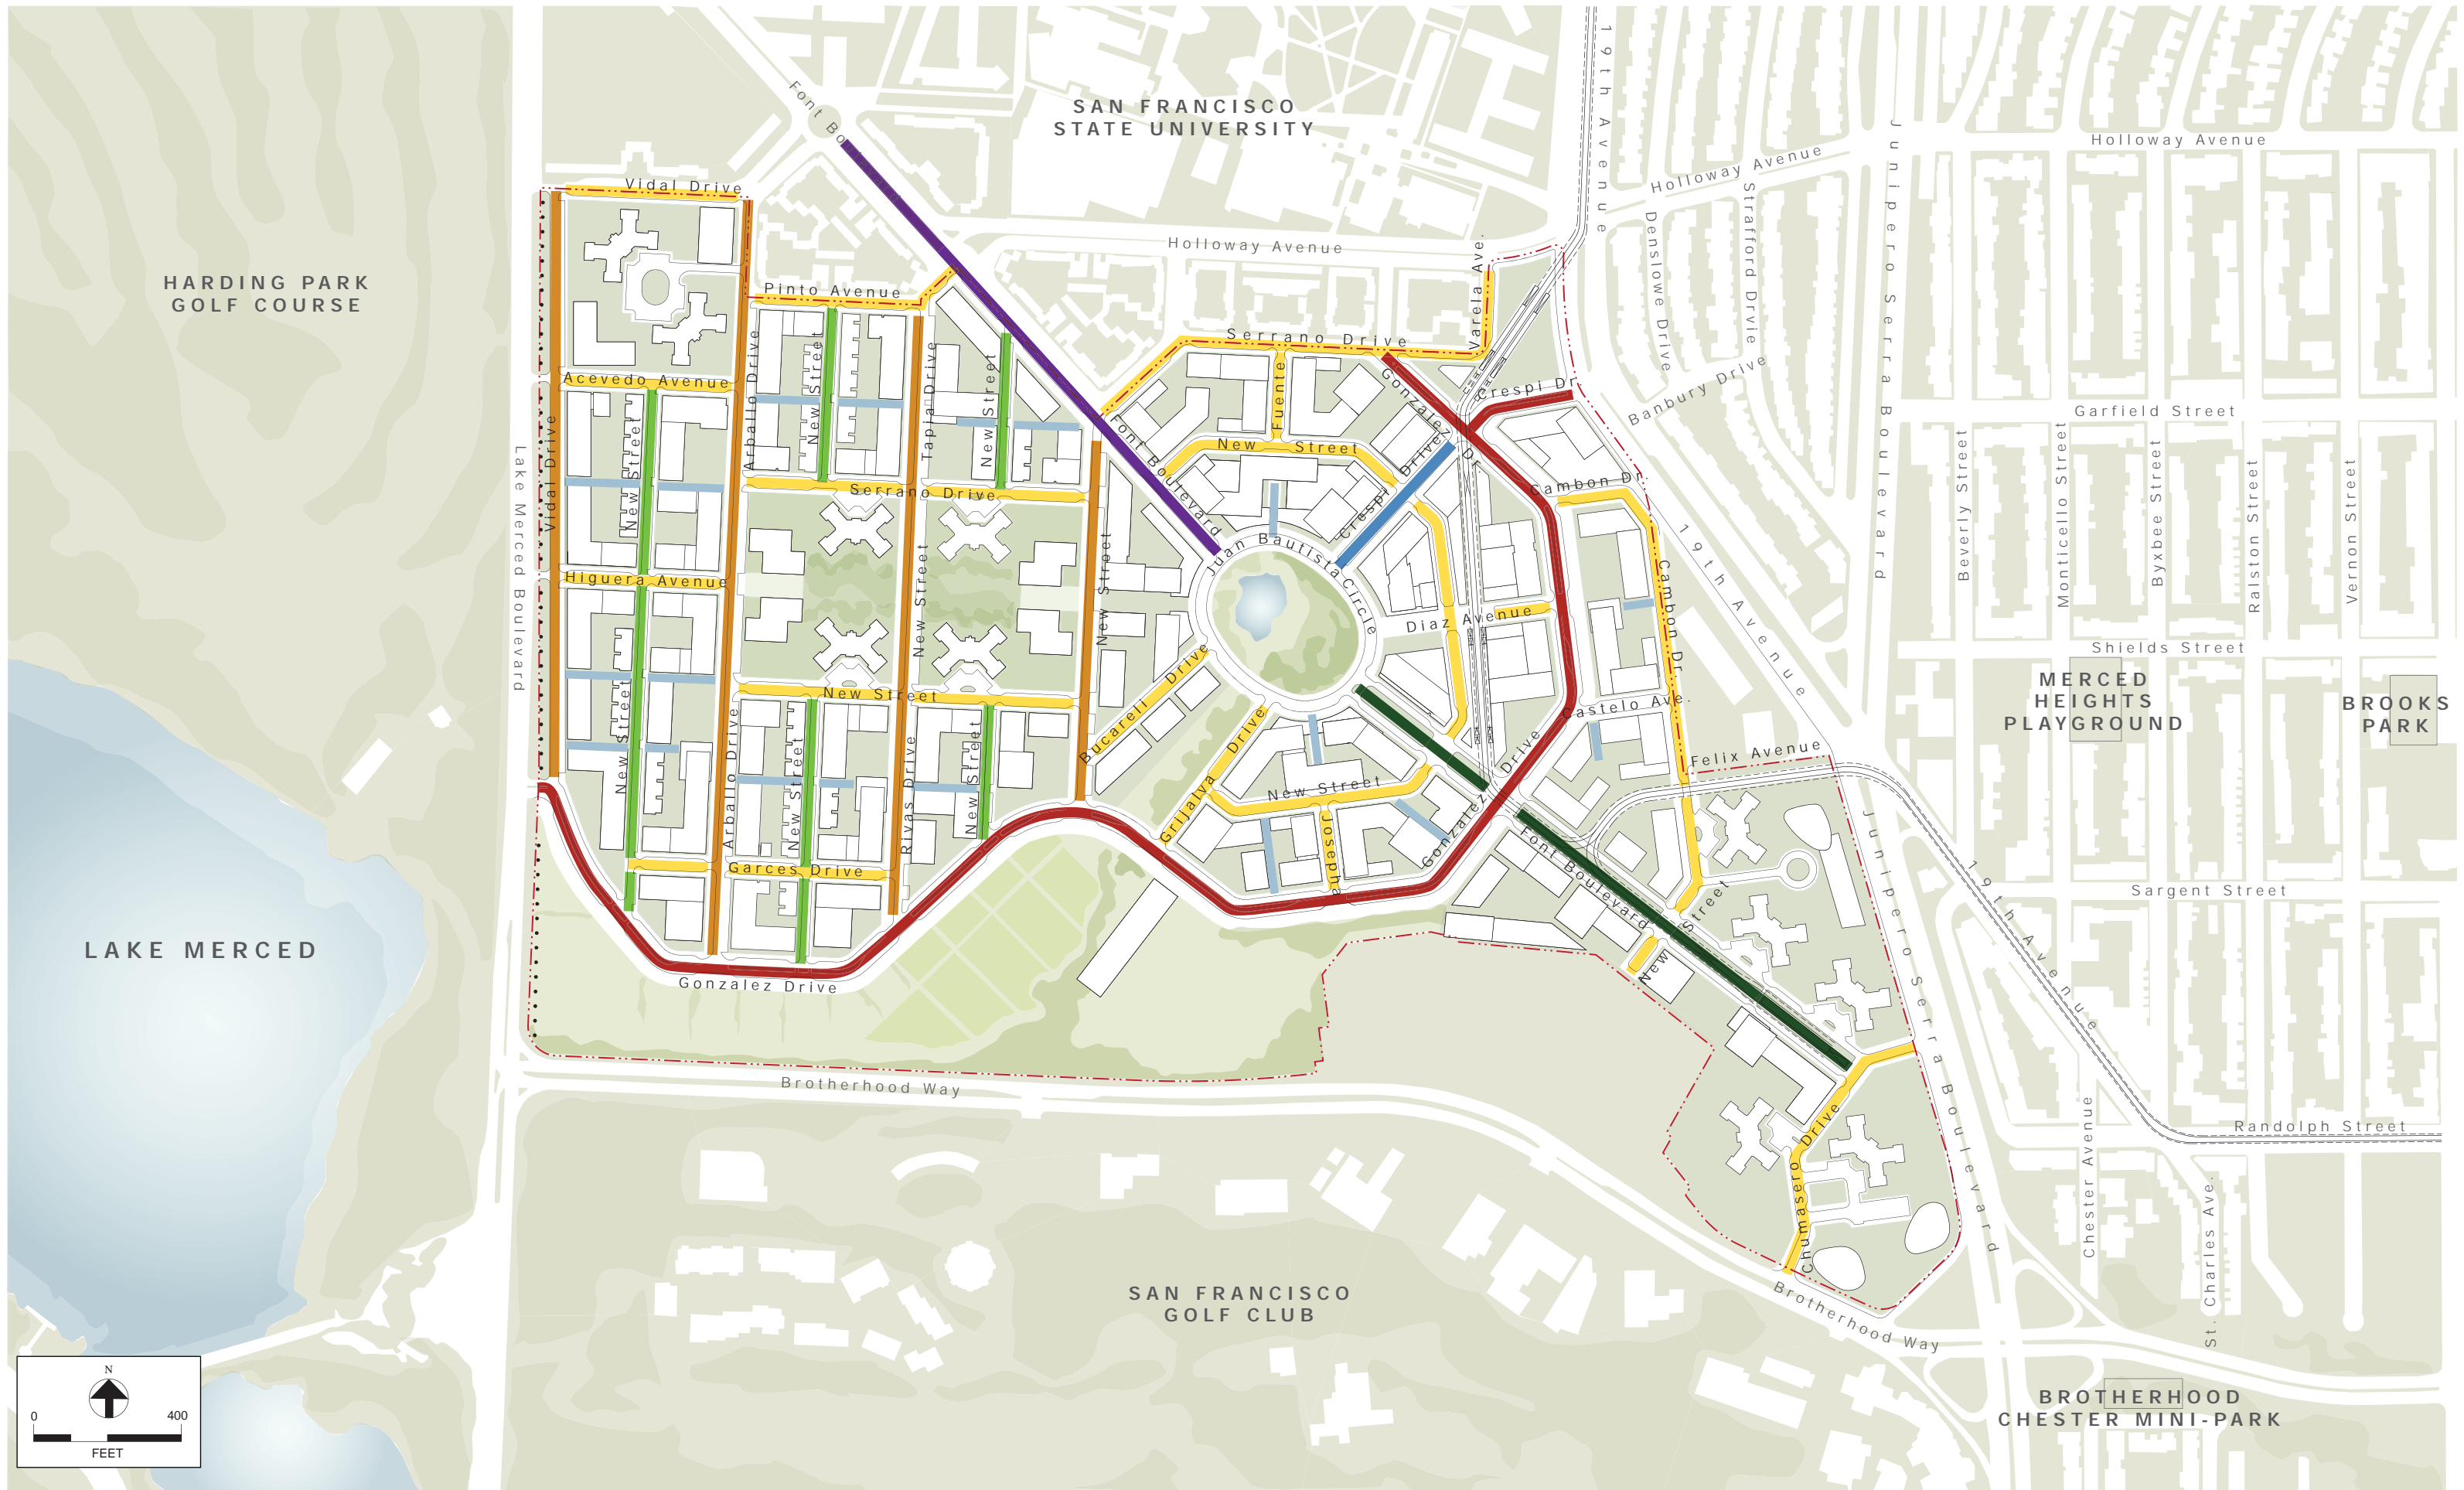 19th Avenue
Font Bo
SAN FRANCISCO
STATE UNIVERSITY
Holloway Avenue
Junipero Serra Boulevard
Holloway Avenue
Vidal Drive
Strafford Drvie
Denslowe Drive
Holloway Avenue
Varela Ave.
HARDING PARK
GOLF COURSE
Pinto Avenue
Serrano Drive
Arballo Drive
New Street
Tapia Drive
New Street
Acevedo Avenue
Gonzalez Dr
Crespi Dr
Banbury Drive
Garfield Street
Fuente
Font Boulevard
New Street
Crespi Drive
Vidal Drive
New Street
Lake Merced Boulevard
Serrano Drive
Cambon Dr.
19th Avenue
Beverly Street
Monticello Street
Byxbee Street
Ralston Street
Vernon Street
Juan Bautista Circle
Higuera Avenue
New Street
New Street
Diaz Avenue
Cambon Dr.
Shields Street
MERCED
HEIGHTS
PLAYGROUND
BROOKS
PARK
Bucareli Drive
New Street
Castelo Ave.
New Street
Arballo Drive
New Street
Rivas Drive
New Street
Grijalva Drive
New Street
Gonzalez Drive
Felix Avenue
Josepha
Font Boulevard
Garces Drive
New Street
Junipero Serra Boulevard
19th Avenue
Sargent Street
LAKE MERCED
Gonzalez Drive
Brotherhood Way
Chumasero Drive
Randolph Street
Chester Avenue
St. Charles Ave.
SAN FRANCISCO
GOLF CLUB
Brotherhood Way
BROTHERHOOD
CHESTER MINI-PARK
N
0 400
FEET